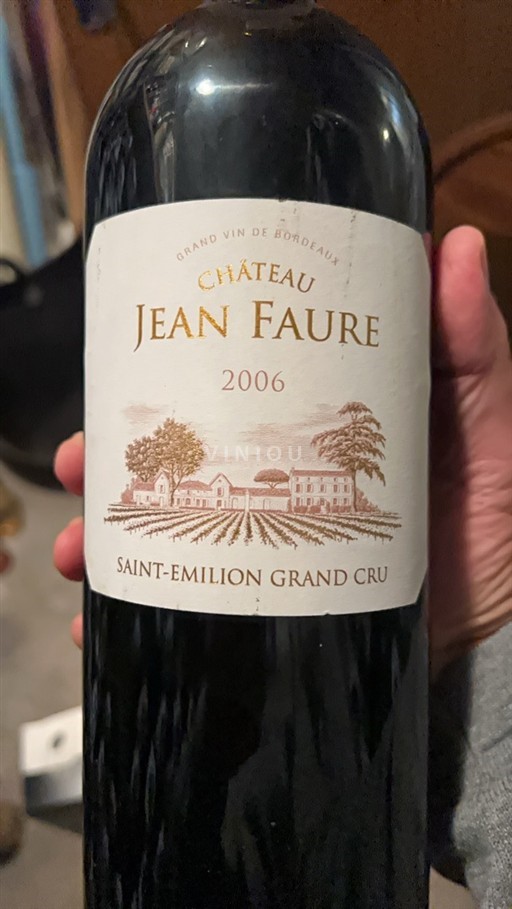 GRAND VIN DE BORDEAUX
CHÂTEAU
JEAN FAURE
2006
VINIOU
SAINT-EMILION GRAND CRU